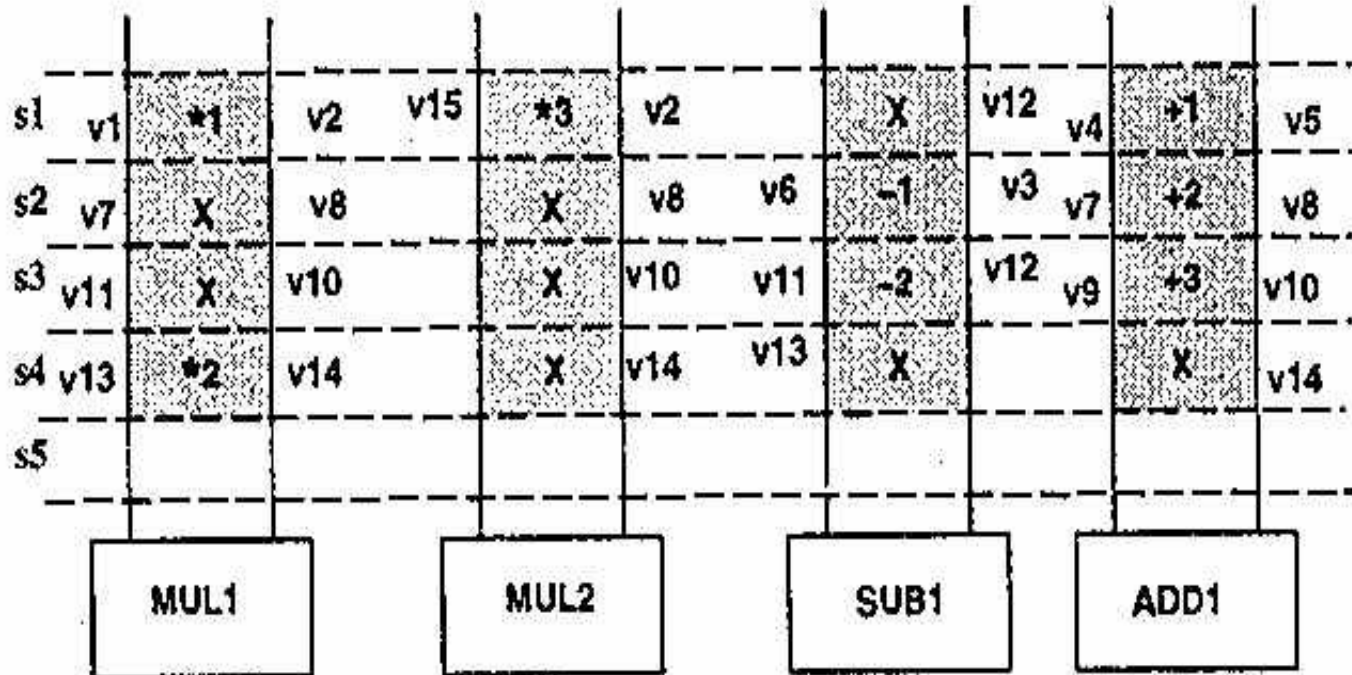 s1 v1 *1 v2 v15 *3 v2 X v12 v4 +1 v5
s2 v7 X v8 X v8 v6 -1 v3 v7 +2 v8
s3 v11 X v10 X v10 v11 -2 v12 v9 +3 v10
s4 v13 *2 v14 X v14 v13 X X v14
s5
MUL1 MUL2 SUB1 ADD1